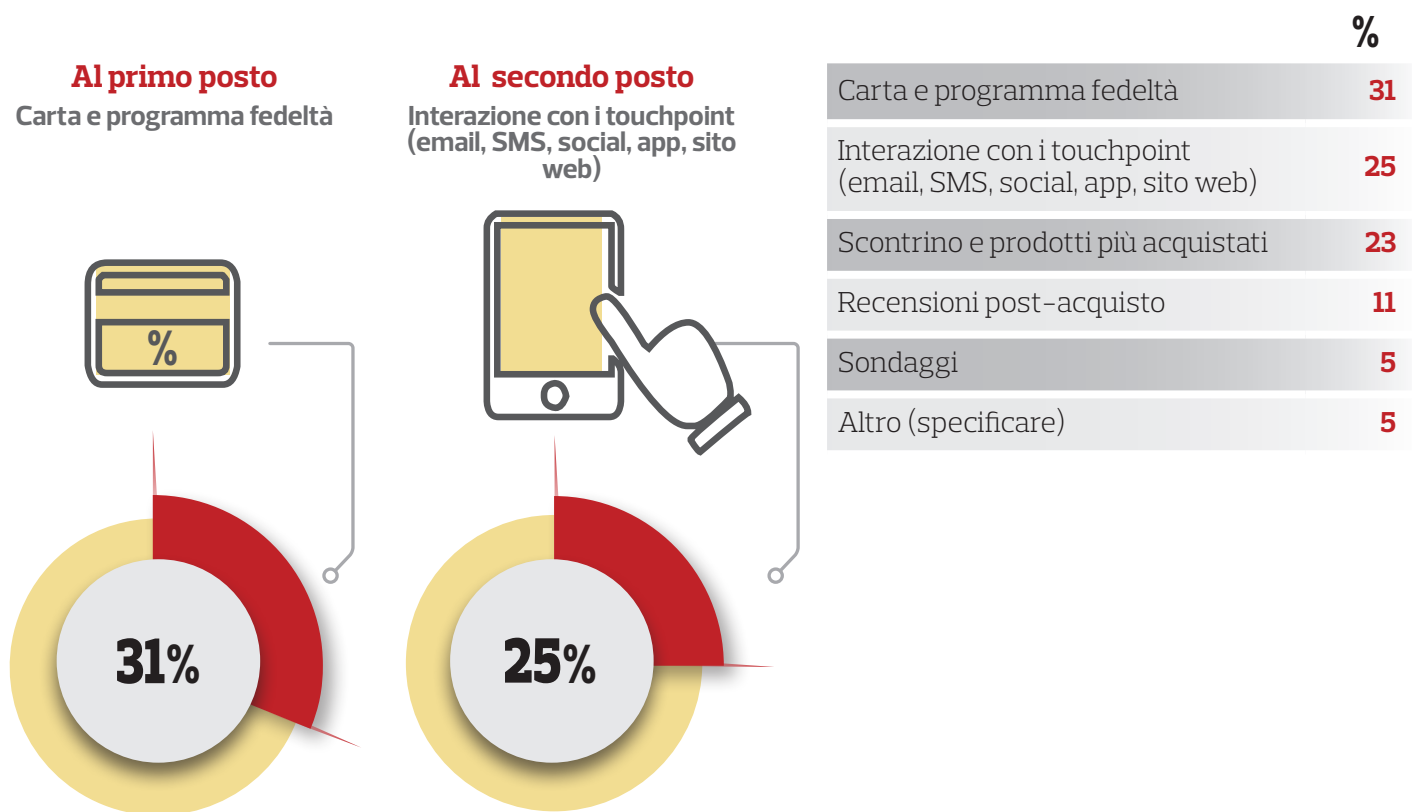 Al primo posto
Carta e programma fedeltà
%
31%
Al secondo posto
Interazione con i touchpoint
(email, SMS, social, app, sito
web)
25%
%
Carta e programma fedeltà 31
Interazione con i touchpoint
(email, SMS, social, app, sito web) 25
Scontrino e prodotti più acquistati 23
Recensioni post-acquisto 11
Sondaggi 5
Altro (specificare) 5